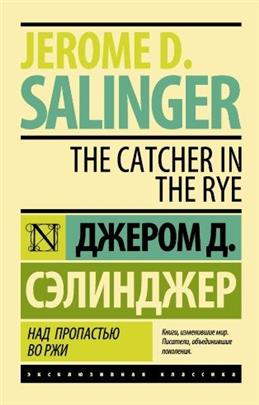 JEROME D.
SALINGER
THE CATCHER IN
THE RYE
N ДЖЕРОМ Д.
СЭЛИНДЖЕР
НАД ПРОПАСТЬЮ
ВО РЖИ
Книги, изменившие мир.
Писатели, объединившие
поколения.
ЭКСКЛЮЗИВНАЯ КЛАССИКА